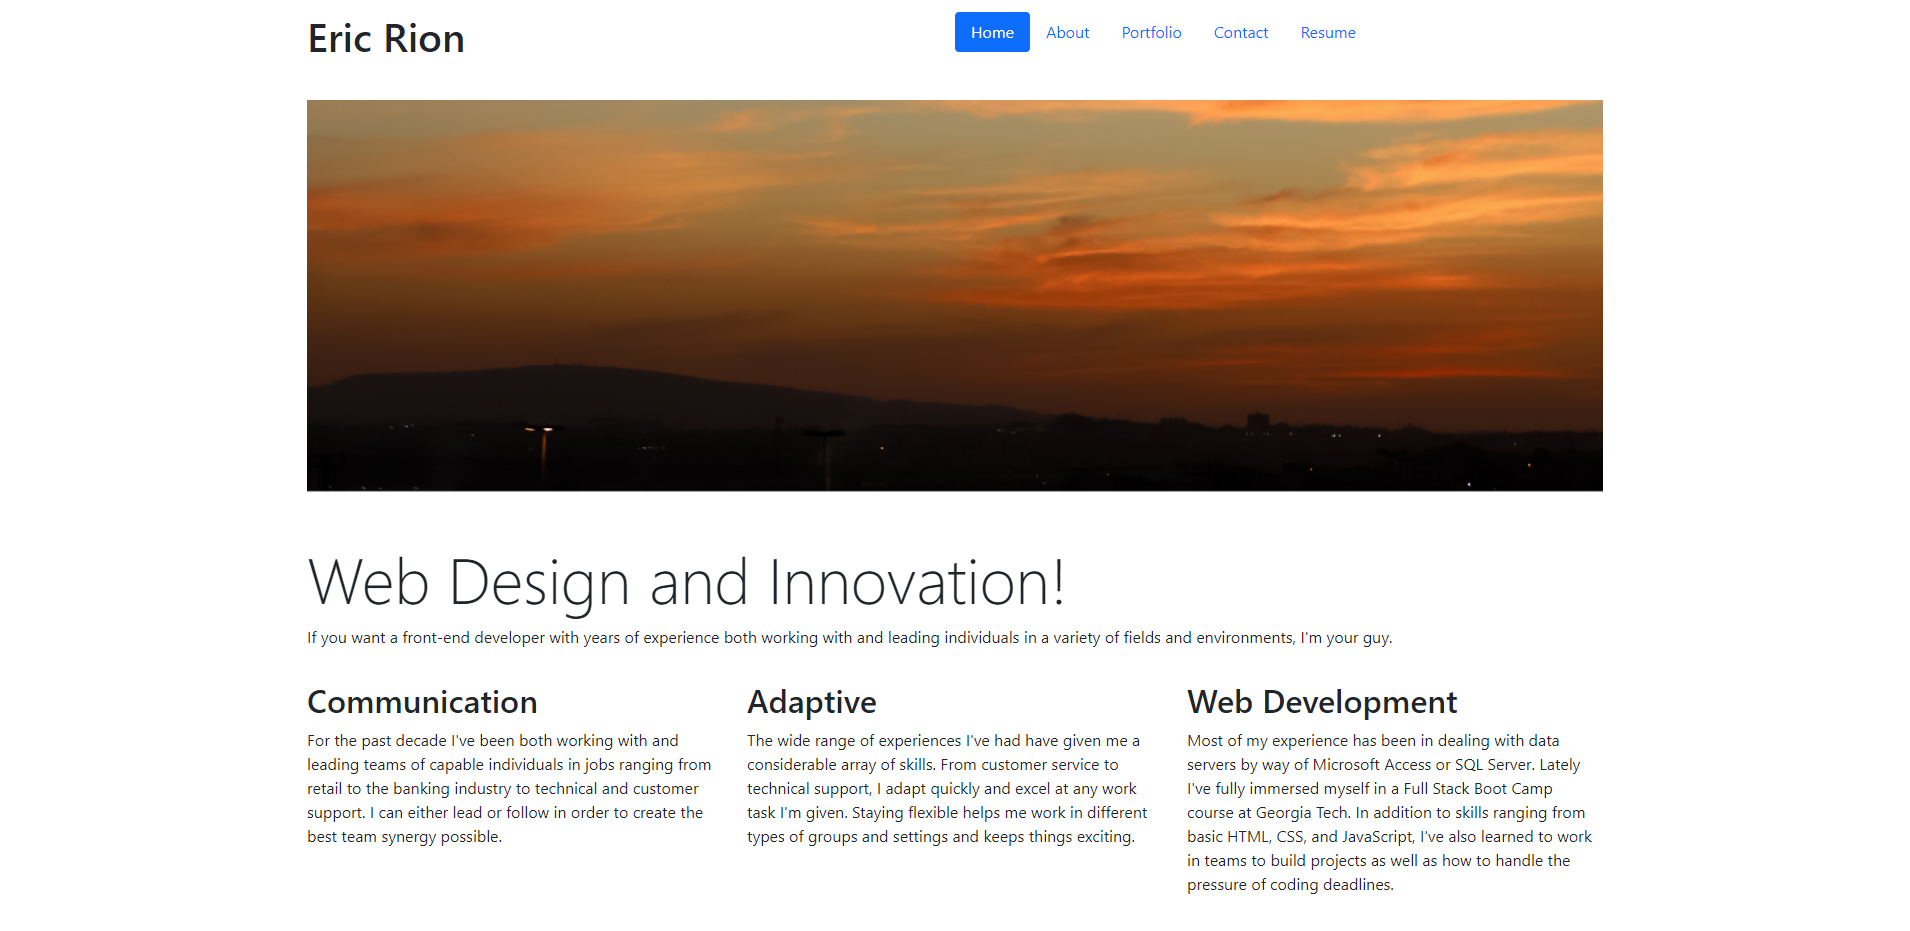 Eric Rion
Home About Portfolio Contact Resume
Web Design and Innovation!
If you want a front-end developer with years of experience both working with and leading individuals in a variety of fields and environments, I'm your guy.
Communication
For the past decade I've been both working with and
leading teams of capable individuals in jobs ranging from
retail to the banking industry to technical and customer
support. I can either lead or follow in order to create the
best team synergy possible.
Adaptive
The wide range of experiences I've had have given me a
considerable array of skills. From customer service to
technical support, I adapt quickly and excel at any work
task I'm given. Staying flexible helps me work in different
types of groups and settings and keeps things exciting.
Web Development
Most of my experience has been in dealing with data
servers by way of Microsoft Access or SQL Server. Lately
I've fully immersed myself in a Full Stack Boot Camp
course at Georgia Tech. In addition to skills ranging from
basic HTML, CSS, and JavaScript, I've also learned to work
in teams to build projects as well as how to handle the
pressure of coding deadlines.